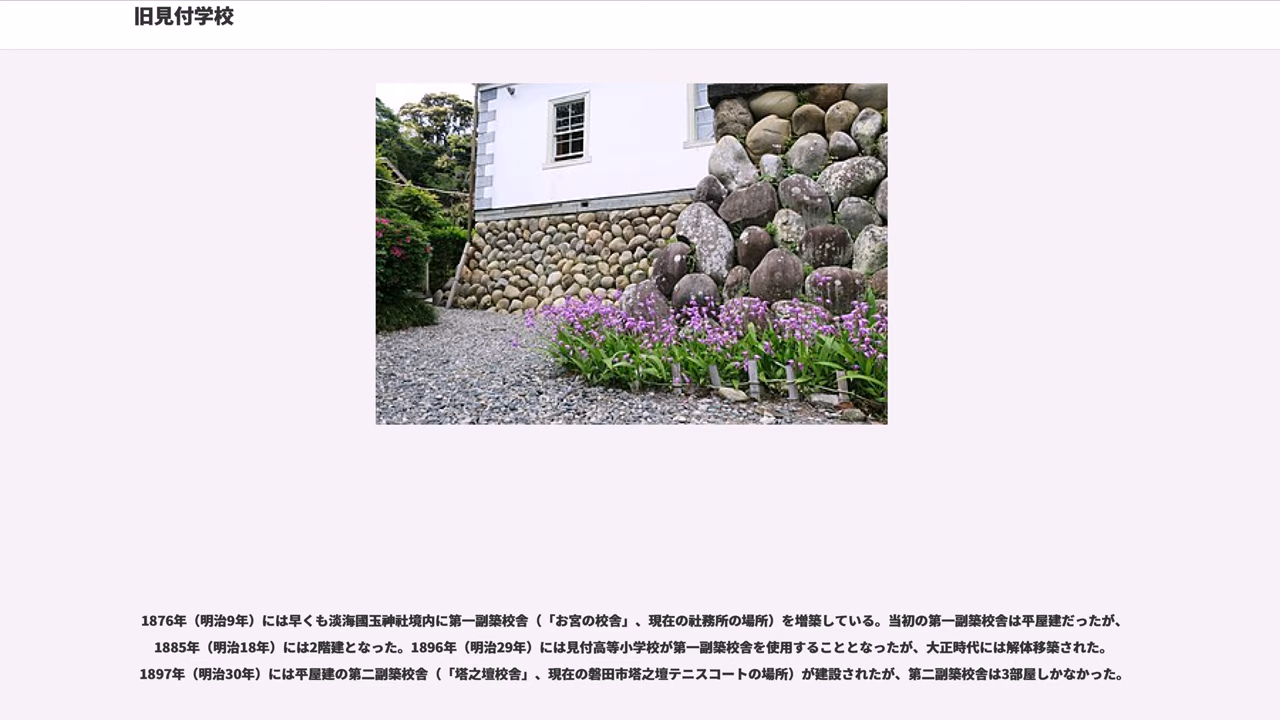 旧見付学校
1876年（明治9年）には早くも淡海國玉神社境内に第一副築校舎（「お宮の校舎」、現在の社務所の場所）を増築している。当初の第一副築校舎は平屋建だったが、
1885年（明治18年）には2階建となった。1896年（明治29年）には見付高等小学校が第一副築校舎を使用することとなったが、大正時代には解体移築された。
1897年（明治30年）には平屋建の第二副築校舎（「塔之壇校舎」、現在の磐田市塔之壇テニスコートの場所）が建設されたが、第二副築校舎は3部屋しかなかった。